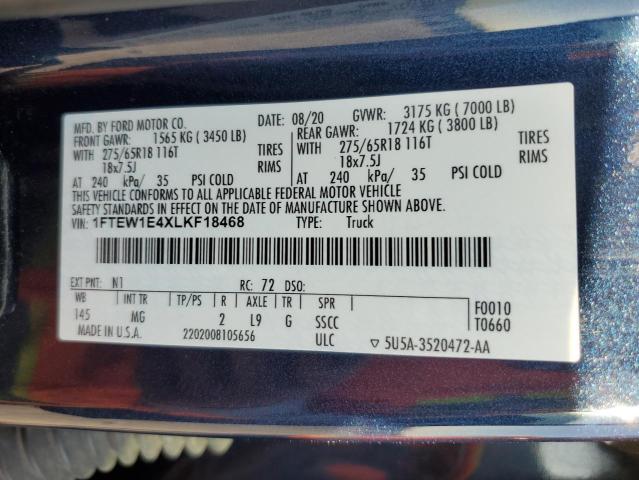 MFD. BY FORD MOTOR CO. DATE: 08/20 GVWR: 3175 KG ( 7000 LB)
FRONT GAWR: 1565 KG ( 3450 LB) REAR GAWR: 1724 KG ( 3800 LB)
WITH 275/65R18 116T TIRES WITH 275/65R18 116T TIRES
18x7.5J RIMS 18x7.5J RIMS
AT 240 kPa/ 35 PSI COLD AT 240 kPa/ 35 PSI COLD
THIS VEHICLE CONFORMS TO ALL APPLICABLE FEDERAL MOTOR VEHICLE
SAFETY STANDARDS IN EFFECT ON THE DATE OF MANUFACTURE SHOWN ABOVE.
VIN: 1FTEW1E4XLKF18468 TYPE: Truck
EXT PNT: N1 RC: 72 DSO:
WB INT TR TP/PS R AXLE TR SPR F0010
145 MG 2 L9 G SSCC T0660
MADE IN U.S.A. 2202008105656 ULC ▽ 5U5A-3520472-AA